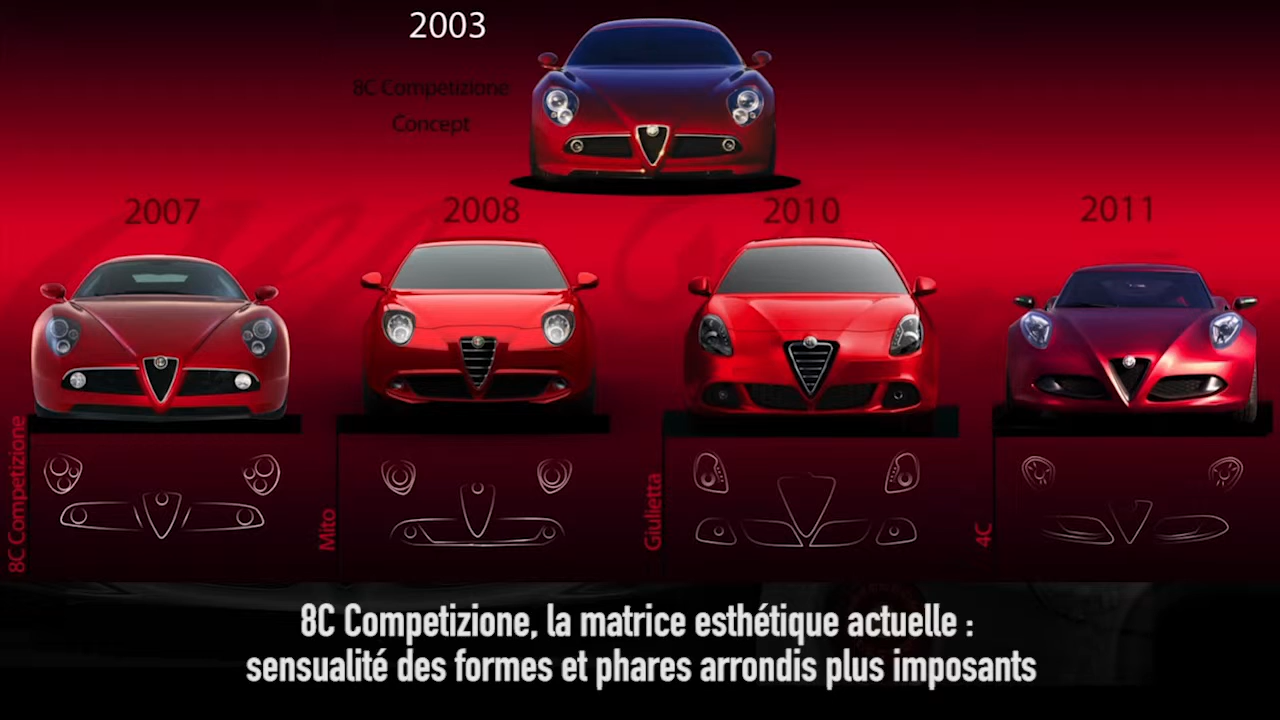 2003
8C Competizione
Concept
2007
2008
2010
2011
8C Competizione
Mito
Giulietta
4C
8C Competizione, la matrice esthétique actuelle :
sensualité des formes et phares arrondis plus imposants